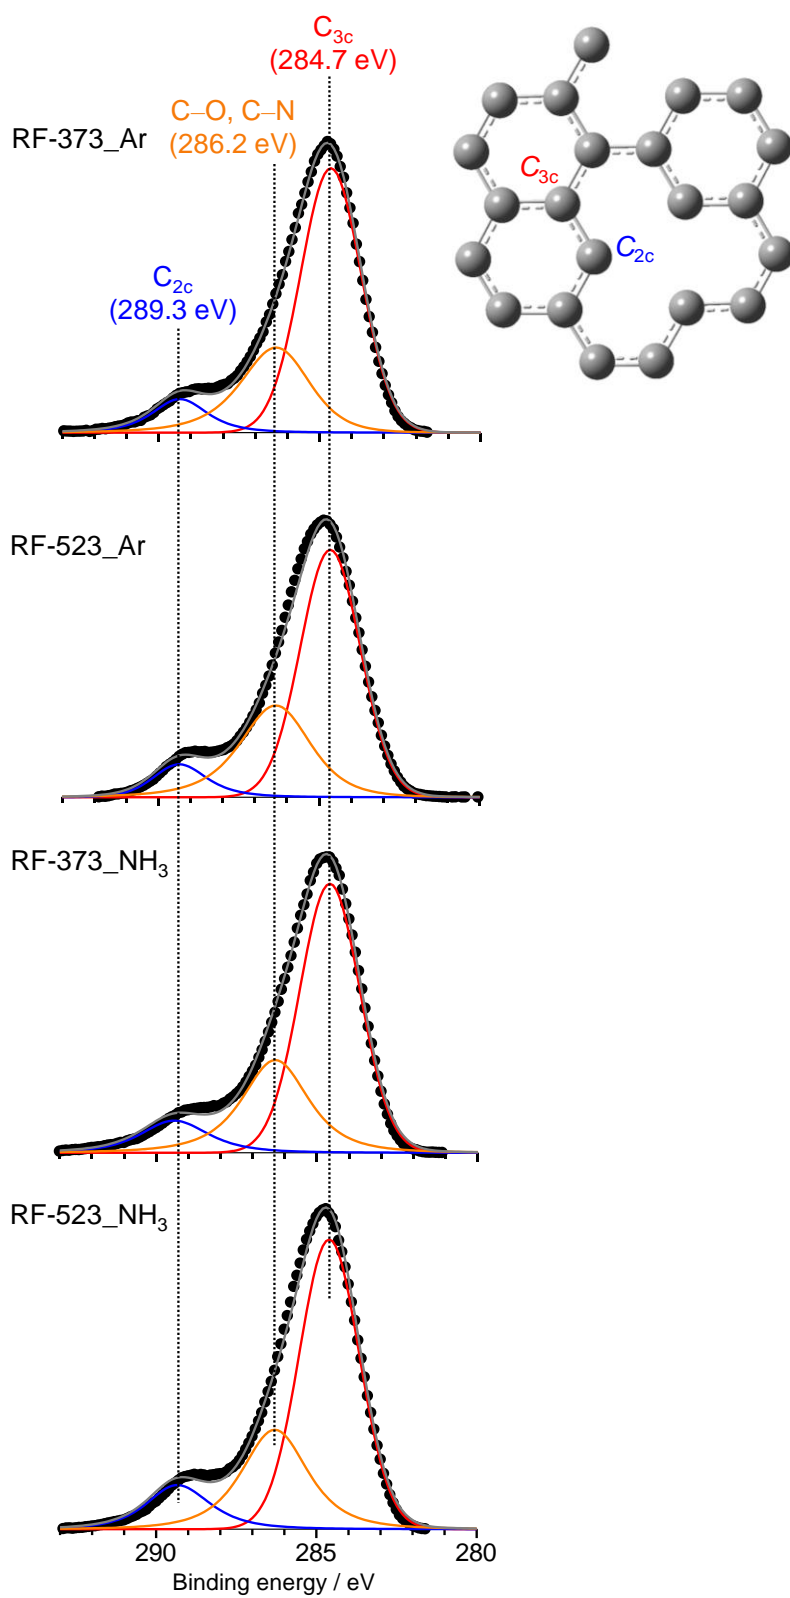 C3c
(284.7 eV)
C–O, C–N
(286.2 eV)
RF-373_Ar
C3c
C2c
C2c
(289.3 eV)
RF-523_Ar
RF-373_NH3
RF-523_NH3
290 285 280
Binding energy / eV